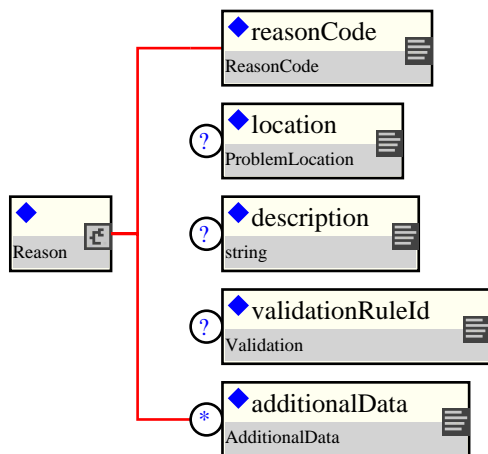 reasonCode
ReasonCode
?
location
ProblemLocation
Reason
?
description
string
?
validationRuleId
Validation
*
additionalData
AdditionalData